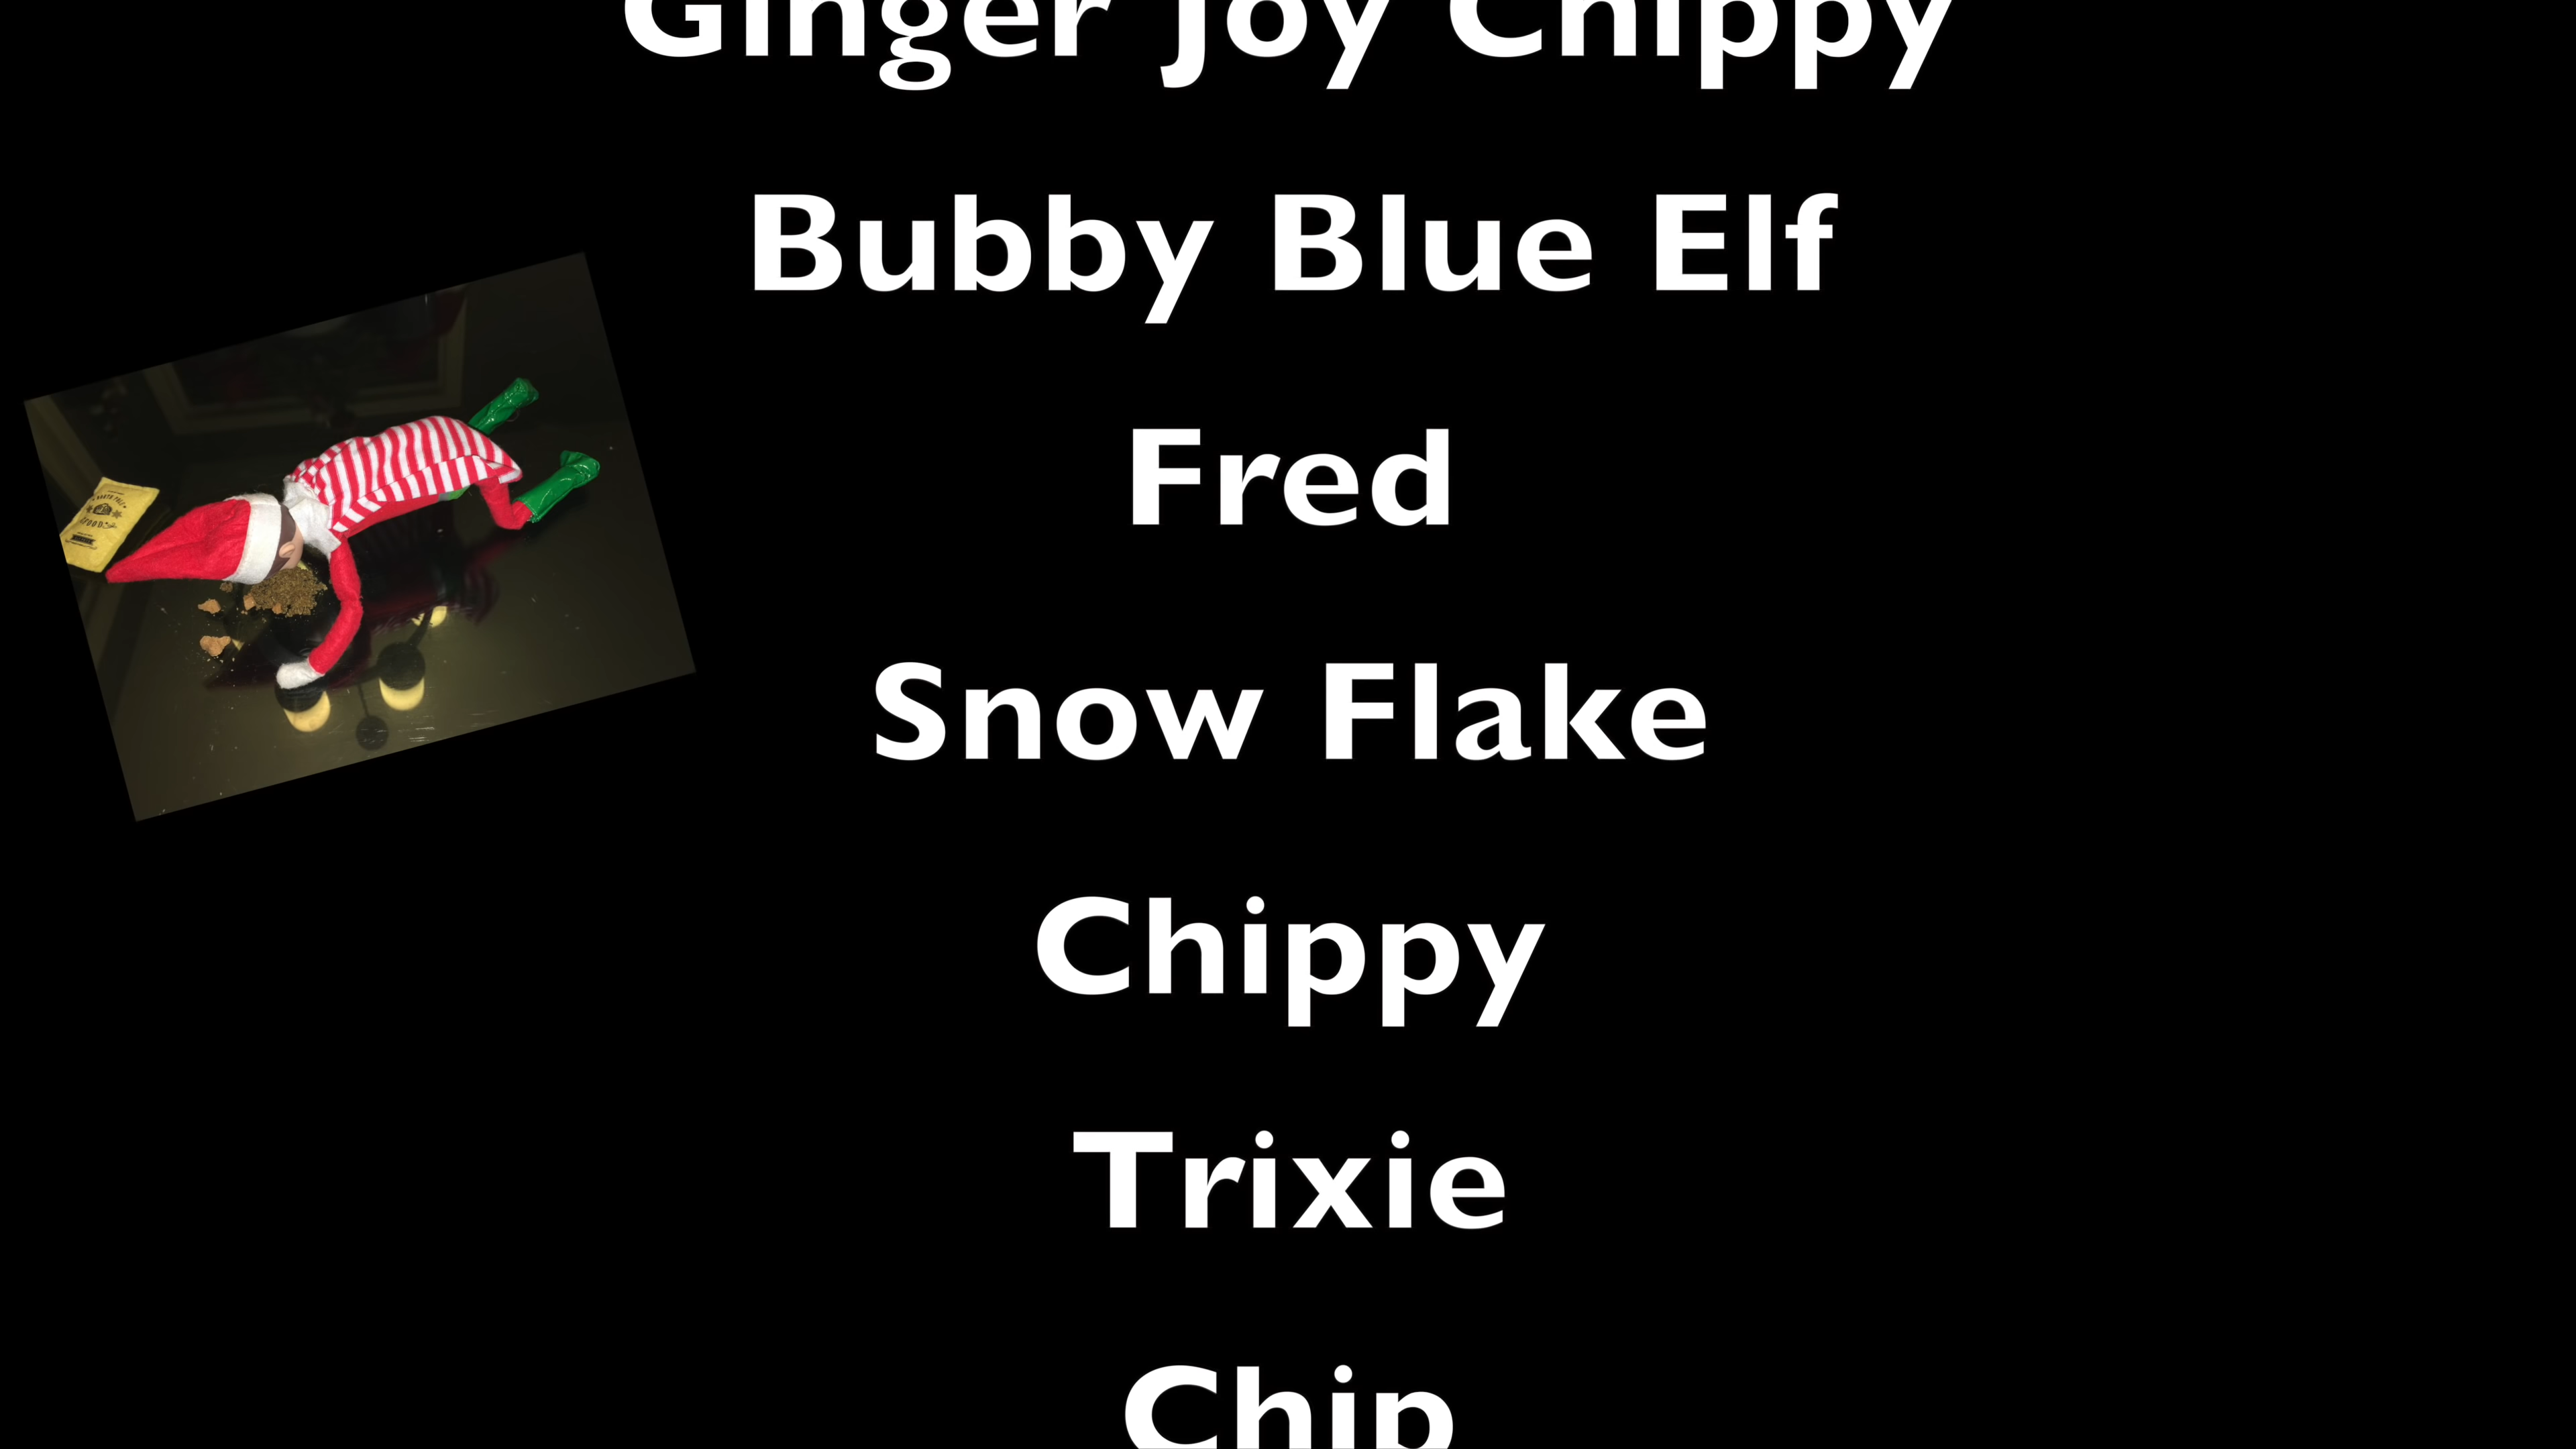 Ginger Joy Chippy
Bubby Blue Elf
Fred
Snow Flake
Chippy
Trixie
Chip